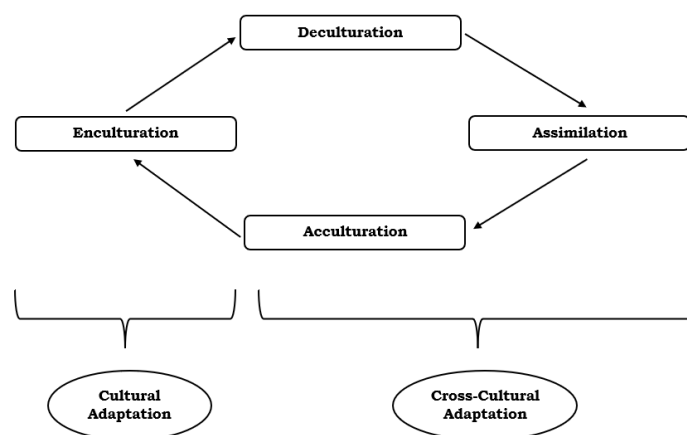 Deculturation
Enculturation
Assimilation
Acculturation
Cultural
Adaptation
Cross-Cultural
Adaptation